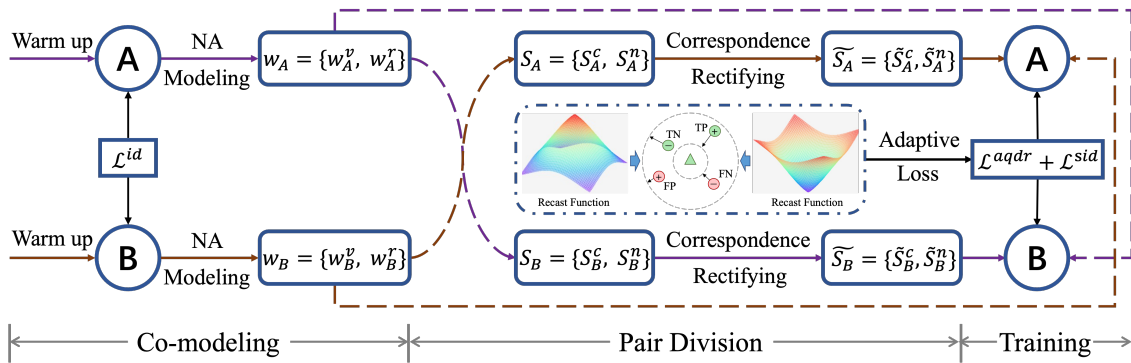 Warm up
A
NA
Modeling
w_A = {w_A^v, w_A^r}
S_A = {S_A^c, S_A^n}
Correspondence
Rectifying
S̃_A = {S̃_A^c, S̃_A^n}
A
ℒ^{id}
TN
TP
FP
FN
Recast Function
Recast Function
Adaptive
Loss
ℒ^{aqdr} + ℒ^{sid}
Warm up
B
NA
Modeling
w_B = {w_B^v, w_B^r}
S_B = {S_B^c, S_B^n}
Correspondence
Rectifying
S̃_B = {S̃_B^c, S̃_B^n}
B
Co-modeling
Pair Division
Training